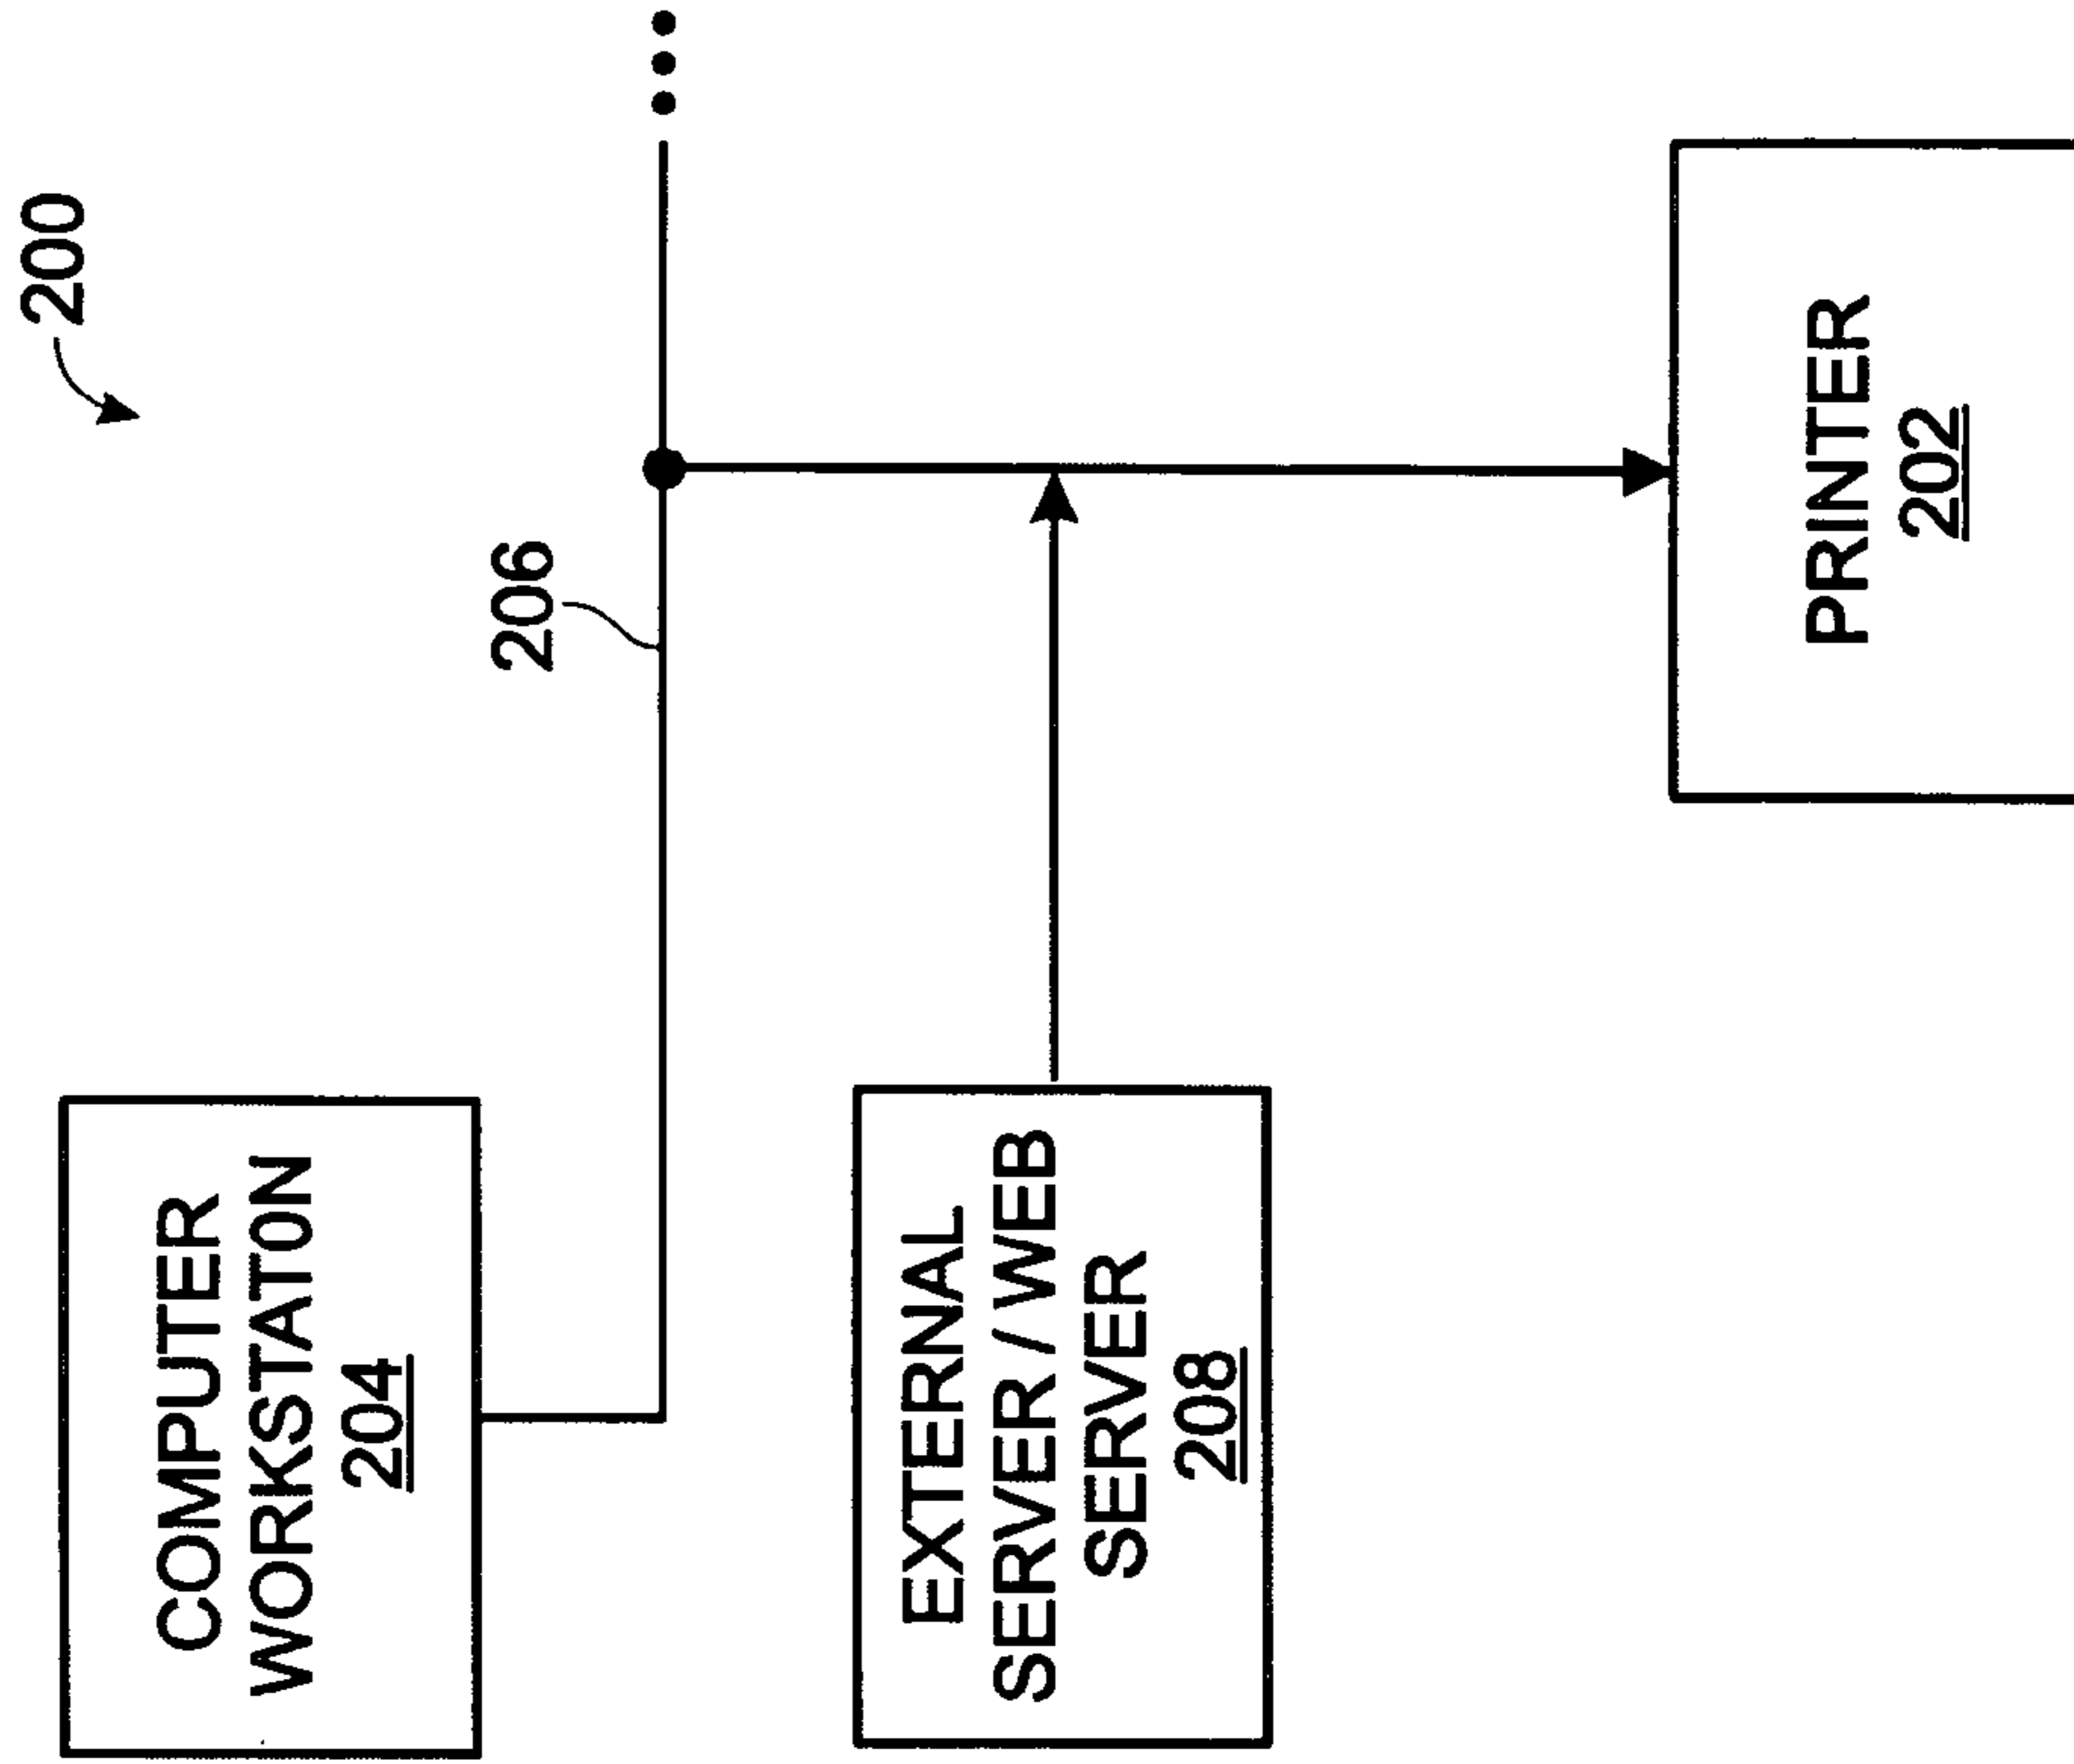 200
206
COMPUTER
WORKSTATON
204
EXTERNAL
SERVER / WEB
SERVER
208
PRINTER
202